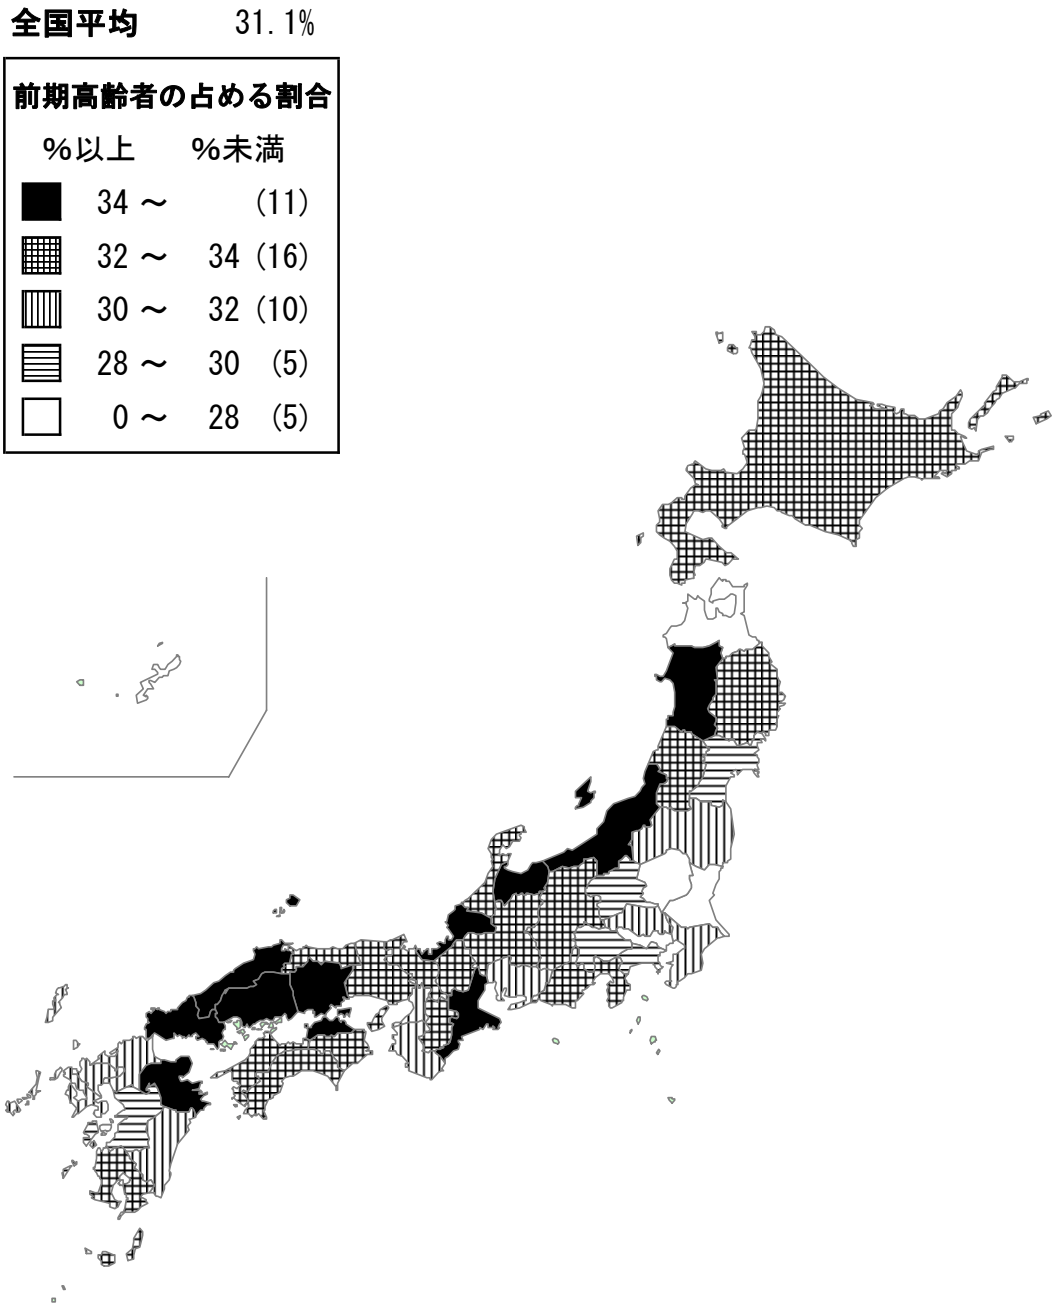 全国平均 31.1%
前期高齢者の占める割合
%以上 %未満
34 ～ (11)
32 ～ 34 (16)
30 ～ 32 (10)
28 ～ 30 (5)
0 ～ 28 (5)